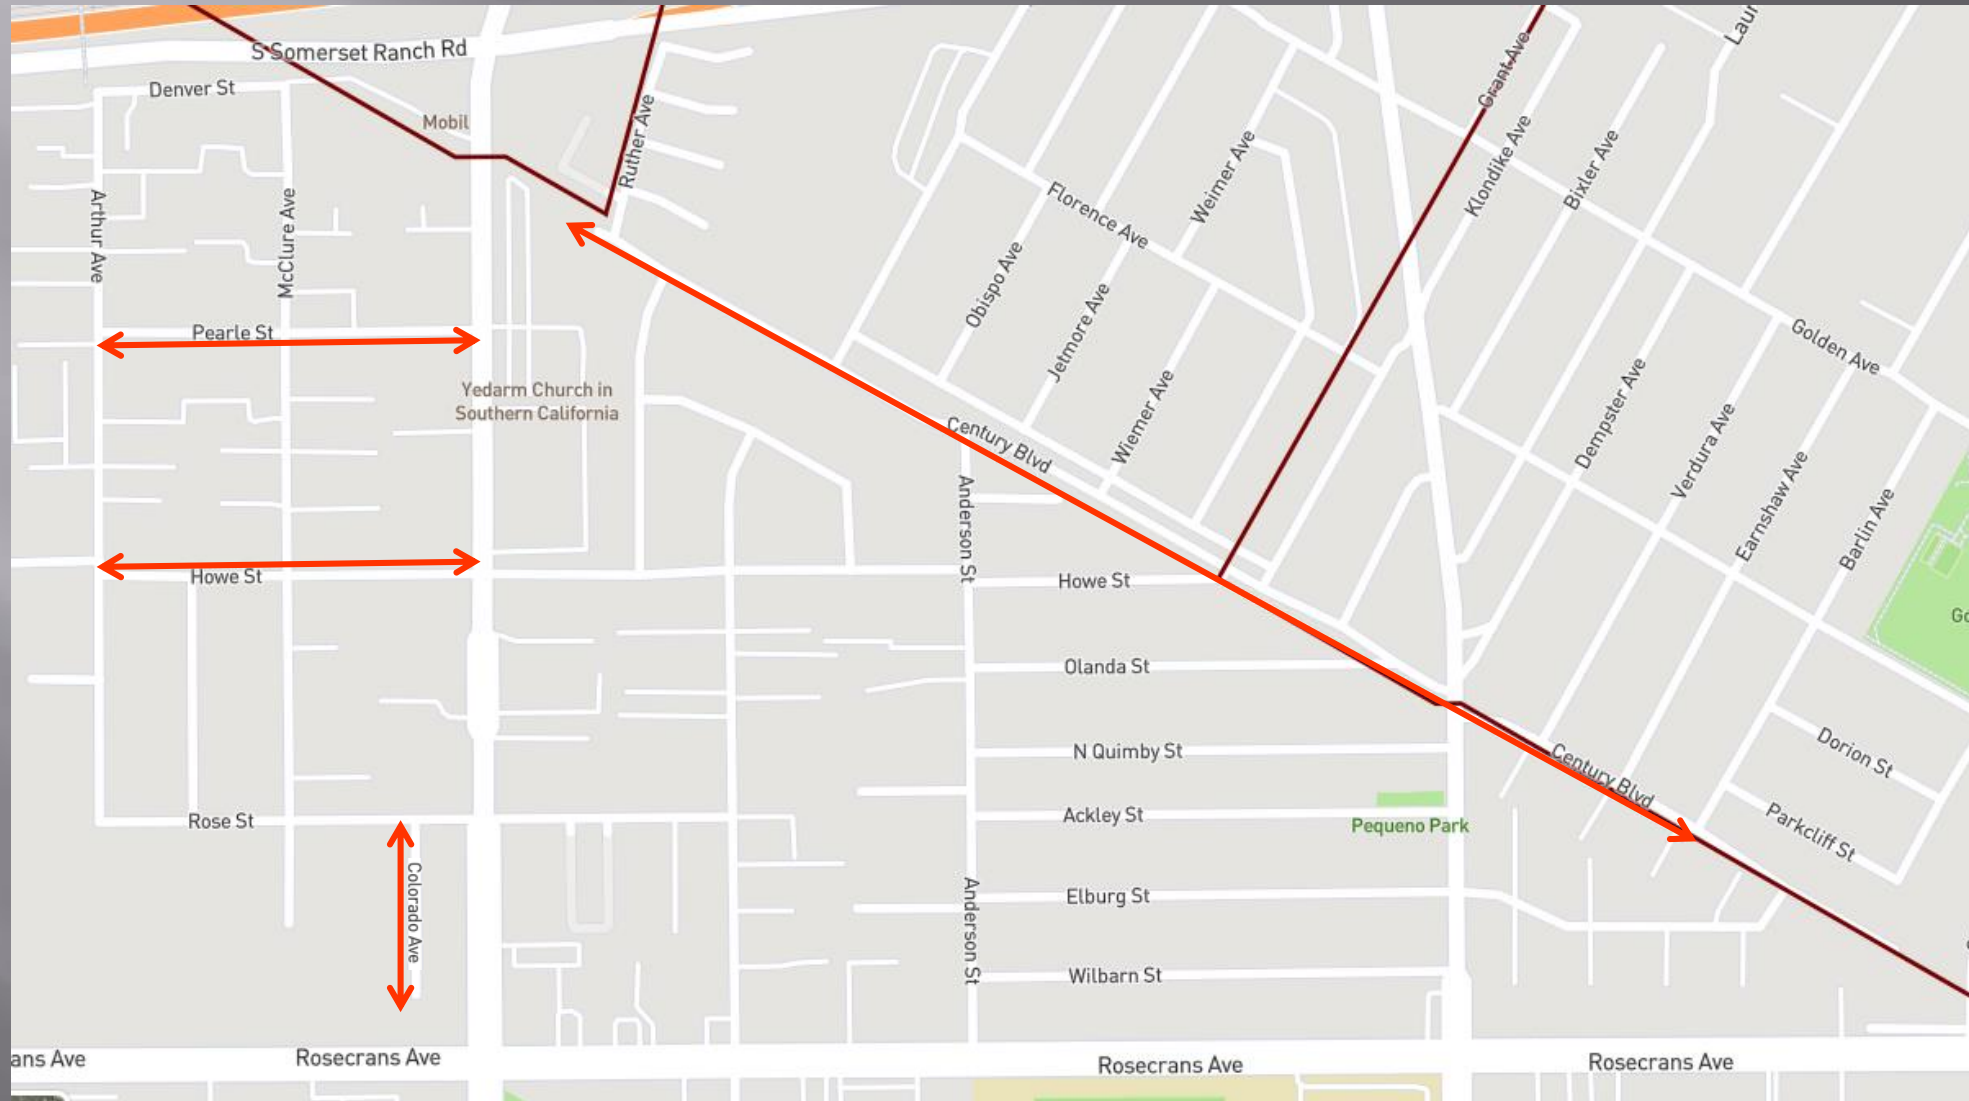 S Somerset Ranch Rd
Denver St
Mobil
Ruther Ave
Grant Ave
Klondike Ave
Bixler Ave
Weimer Ave
Florence Ave
Arthur Ave
McClure Ave
Obispo Ave
Jetmore Ave
Pearle St
Golden Ave
Yedarm Church in
Southern California
Wiemer Ave
Century Blvd
Dempster Ave
Verdura Ave
Earnshaw Ave
Barlin Ave
Anderson St
Howe St
Howe St
Olanda St
N Quimby St
Century Blvd
Dorion St
Rose St
Ackley St
Pequeno Park
Parkcliff St
Colorado Ave
Elburg St
Anderson St
Wilbarn St
ans Ave
Rosecrans Ave
Rosecrans Ave
Rosecrans Ave